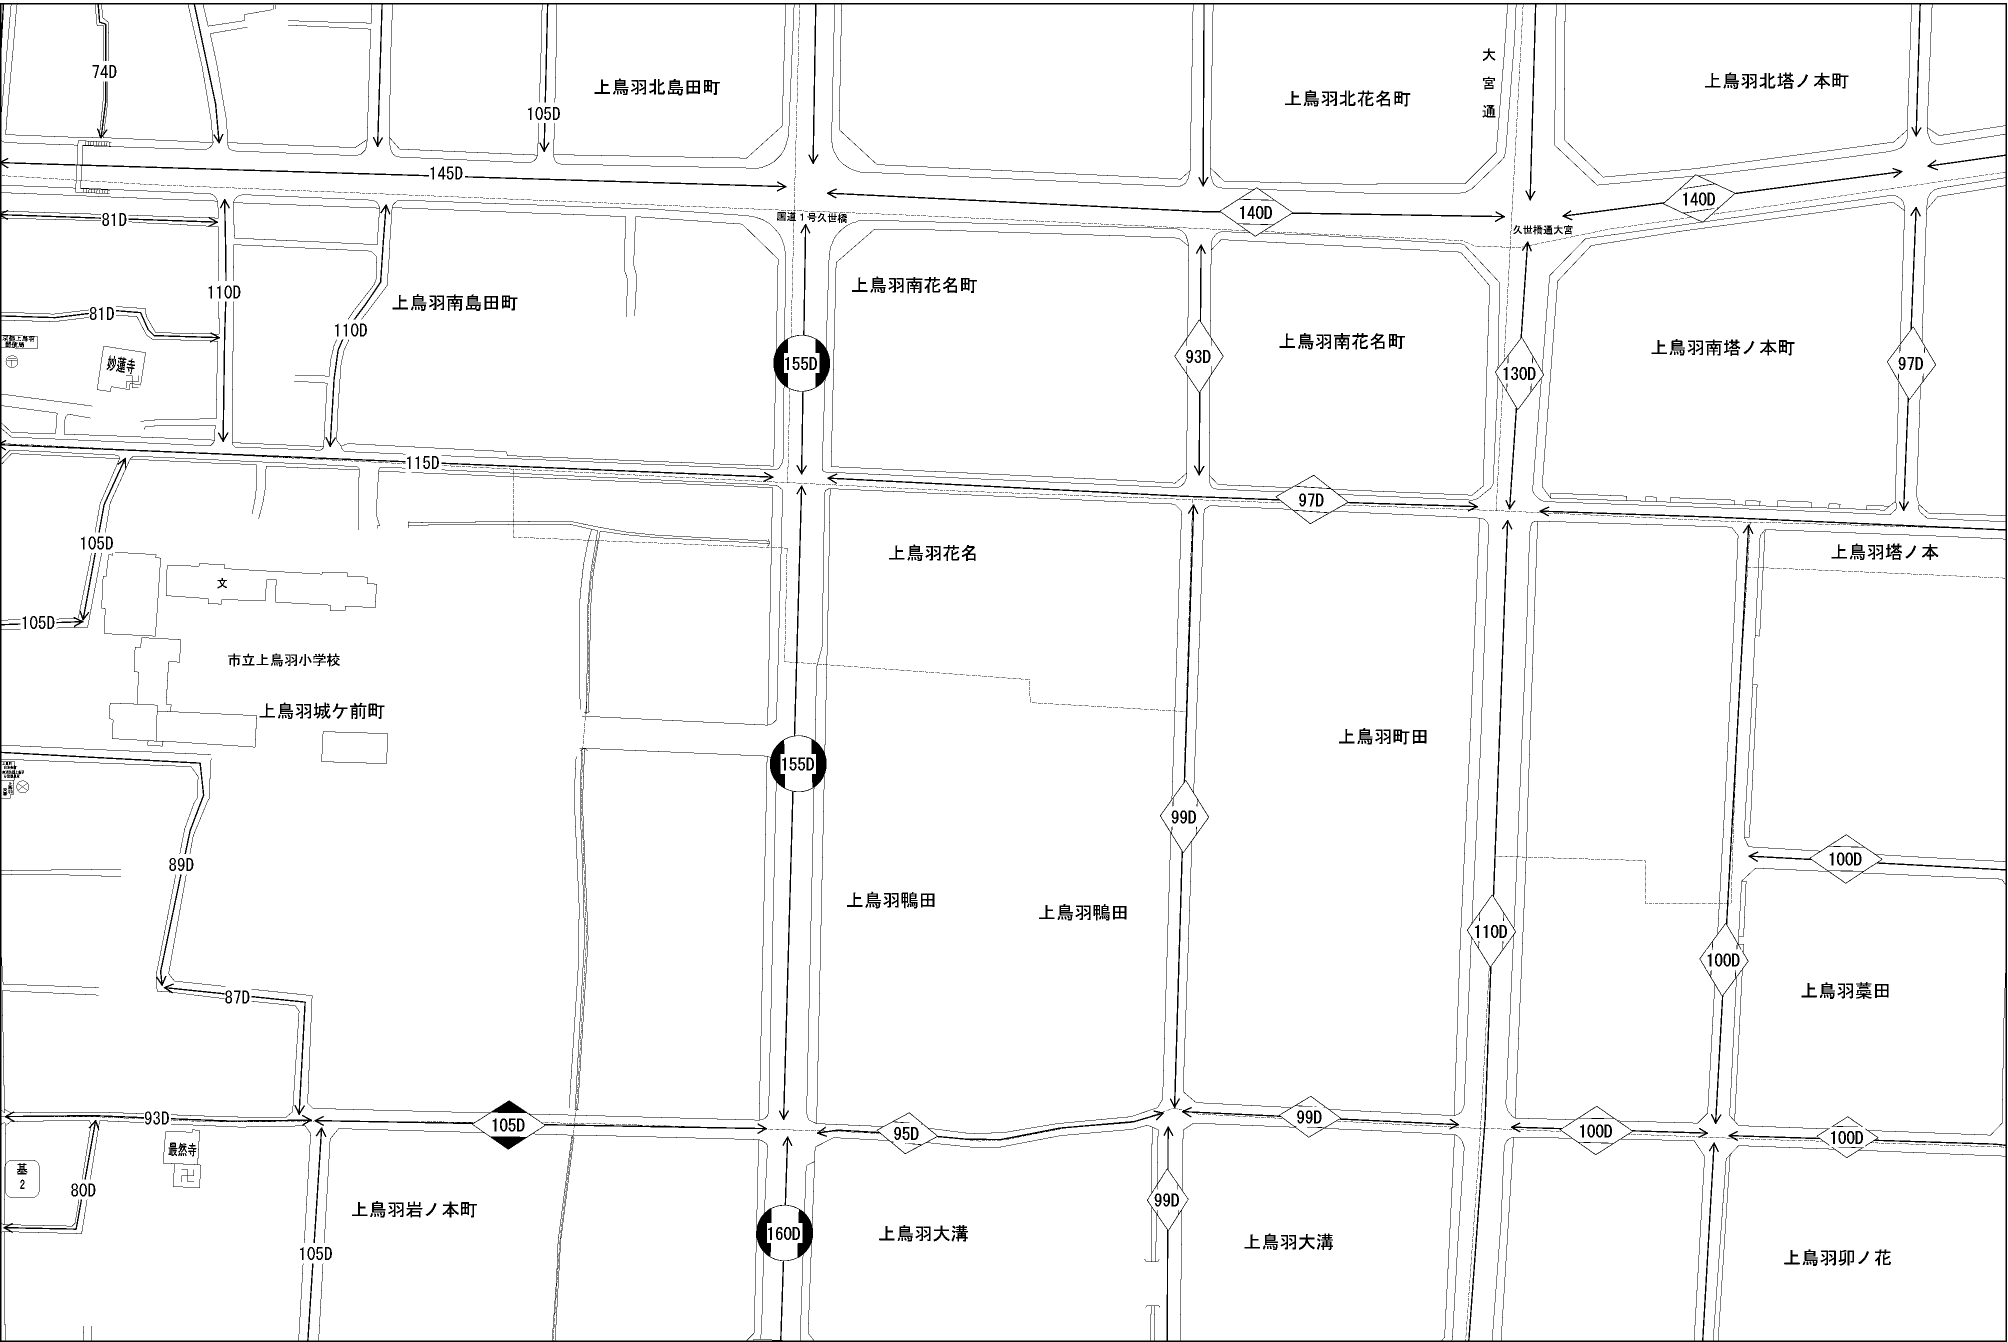 74D
105D
上鳥羽北島田町
上鳥羽北花名町
大宮通
上鳥羽北塔ノ本町
145D
140D
140D
81D
国道1号久世橋
久世橋通大宮
110D
81D
110D
上鳥羽南島田町
上鳥羽南花名町
上鳥羽南花名町
上鳥羽南塔ノ本町
妙蓮寺
155D
93D
130D
97D
115D
97D
105D
上鳥羽花名
上鳥羽塔ノ本
文
105D
市立上鳥羽小学校
上鳥羽城ケ前町
上鳥羽町田
155D
99D
89D
100D
上鳥羽鴨田
上鳥羽鴨田
110D
100D
87D
上鳥羽藁田
93D
105D
95D
99D
100D
100D
最然寺
墓
2
80D
上鳥羽岩ノ本町
99D
105D
160D
上鳥羽大溝
上鳥羽大溝
上鳥羽卯ノ花